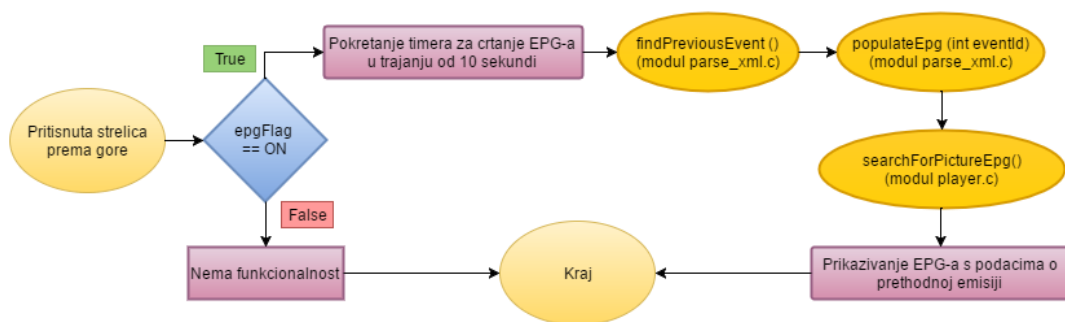 Pritisnuta strelica
prema gore
epgFlag
== ON
True
Pokretanje timera za crtanje EPG-a
u trajanju od 10 sekundi
findPreviousEvent ()
(modul parse_xml.c)
populateEpg (int eventId)
(modul parse_xml.c)
searchForPictureEpg()
(modul player.c)
Prikazivanje EPG-a s podacima o
prethodnoj emisiji
False
Nema funkcionalnost
Kraj